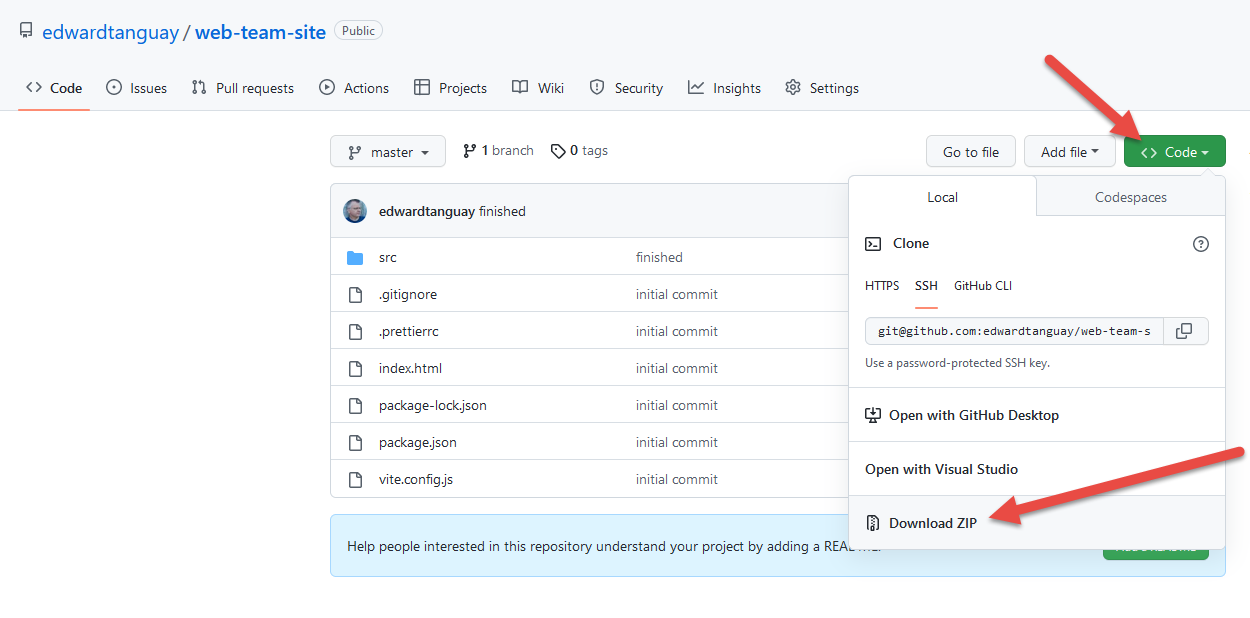 edwardtanguay / web-team-site Public
Code Issues Pull requests Actions Projects Wiki Security Insights Settings
master 1 branch 0 tags Go to file Add file Code
edwardtanguay finished
src finished
.gitignore initial commit
.prettierrc initial commit
index.html initial commit
package-lock.json initial commit
package.json initial commit
vite.config.js initial commit
Local Codespaces
Clone
HTTPS SSH GitHub CLI
git@github.com:edwardtanguay/web-team-s
Use a password-protected SSH key.
Open with GitHub Desktop
Open with Visual Studio
Download ZIP
Help people interested in this repository understand your project by adding a